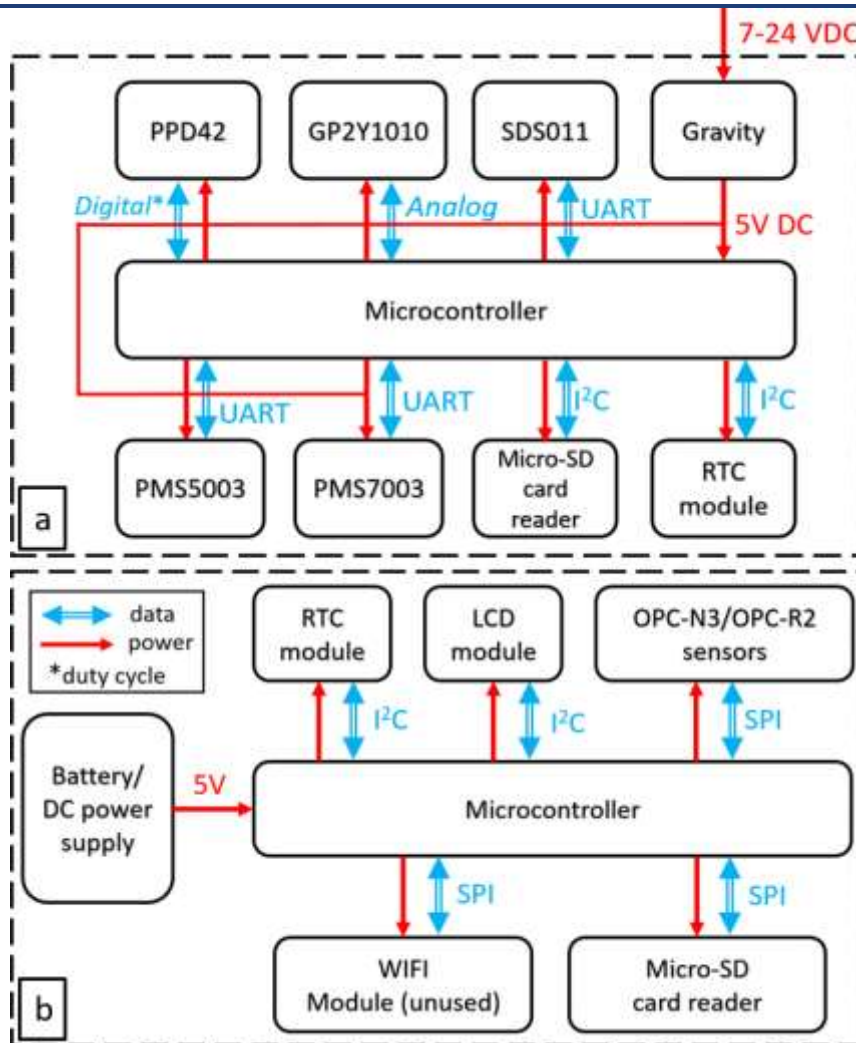 7-24 VDC
PPD42
GP2Y1010
SDS011
Gravity
Digital*
Analog
UART
5V DC
Microcontroller
UART
UART
I²C
I²C
PMS5003
PMS7003
Micro-SD
card
reader
RTC
module
a
data
power
*duty cycle
RTC
module
LCD
module
OPC-N3/OPC-R2
sensors
I²C
I²C
SPI
Battery/
DC power
supply
5V
Microcontroller
SPI
SPI
WIFI
Module (unused)
Micro-SD
card reader
b